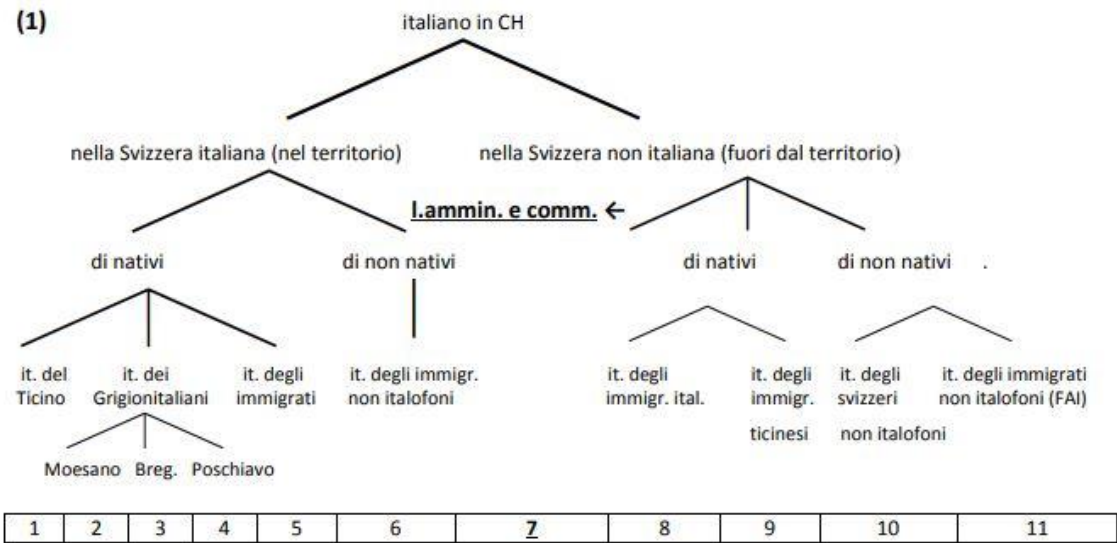 (1)
italiano in CH
nella Svizzera italiana (nel territorio) nella Svizzera non italiana (fuori dal territorio)
l.ammin. e comm. ←
di nativi di non nativi di nativi di non nativi .
it. del it. dei it. degli it. degli immigr. it. degli it. degli it. degli it. degli immigrati
Ticino Grigionitaliani immigrati non italofoni immigr. ital. immigr. svizzeri non italofoni (FAI)
ticinesi non italofoni
Moesano Breg. Poschiavo
1 2 3 4 5 6 7 8 9 10 11